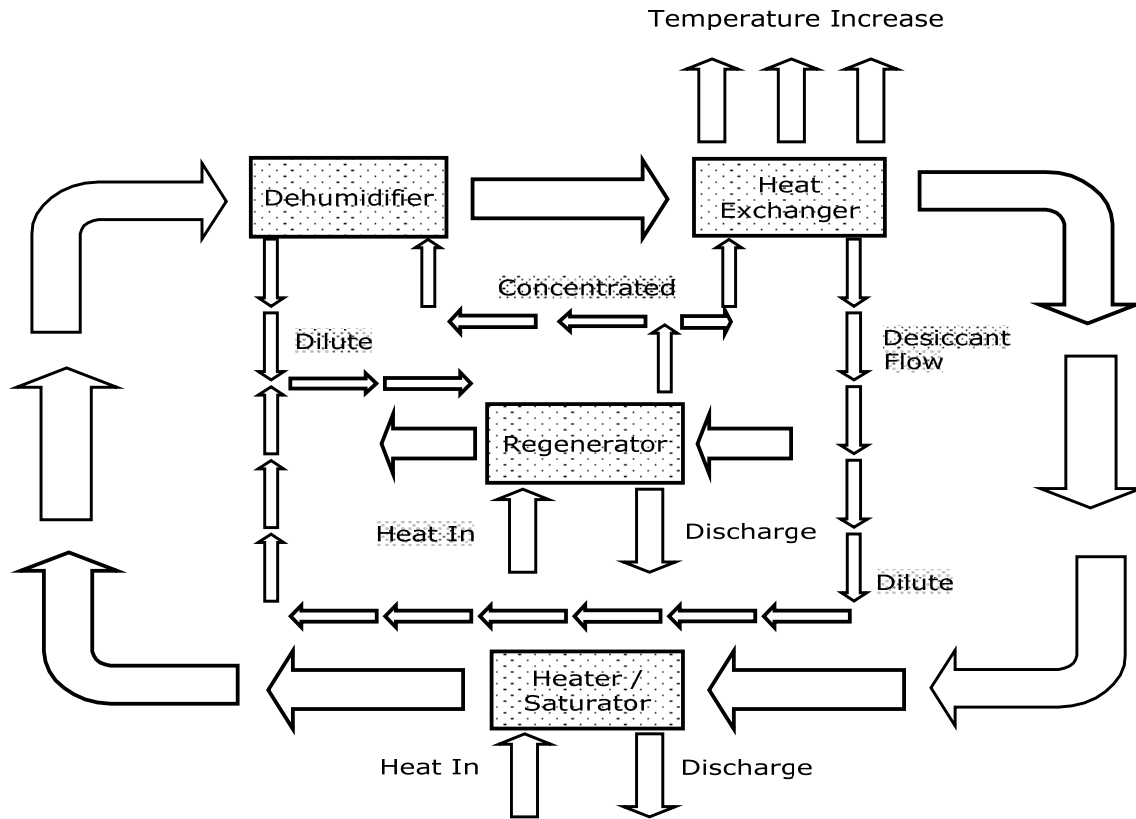 Temperature Increase
Dehumidifier
Heat
Exchanger
Concentrated
Dilute
Desiccant
Flow
Regenerator
Heat In
Discharge
Dilute
Heater /
Saturator
Heat In
Discharge